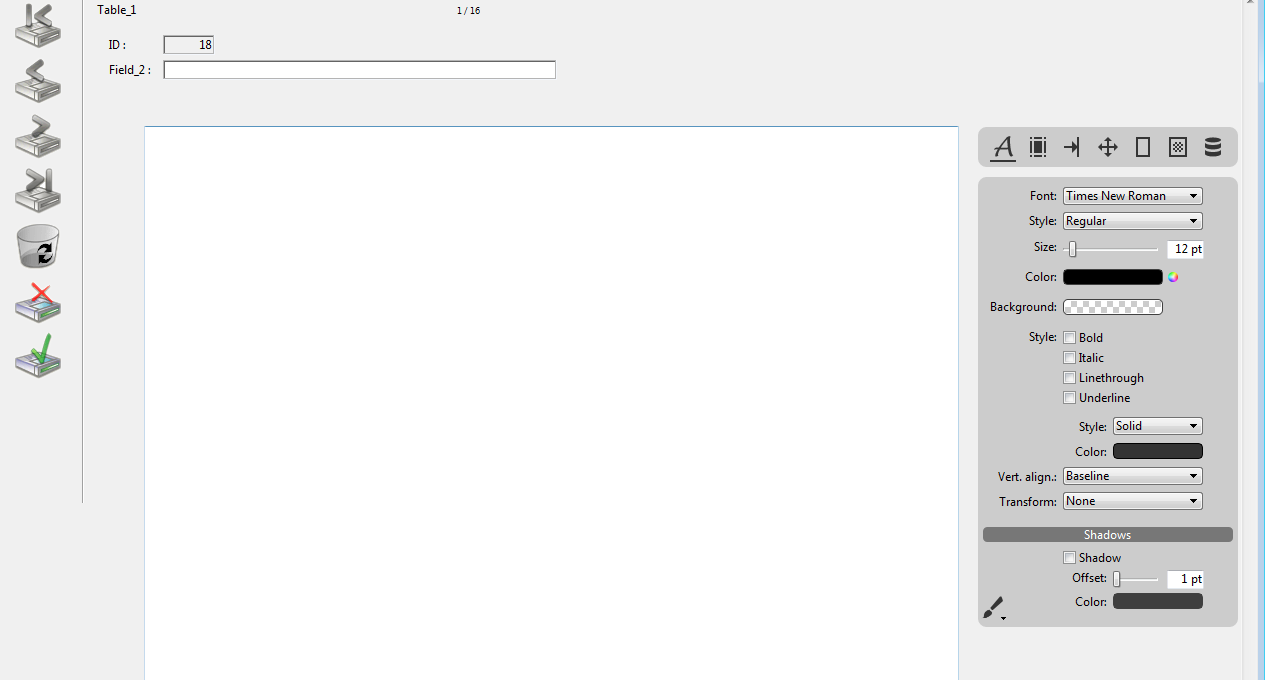 Table_1 1 / 16
ID : 18
Field_2 :
Font: Times New Roman
Style: Regular
Size: 12 pt
Color:
Background:
Style: Bold
Italic
Linethrough
Underline
Style: Solid
Color:
Vert. align.: Baseline
Transform: None
Shadows
Shadow
Offset: 1 pt
Color: